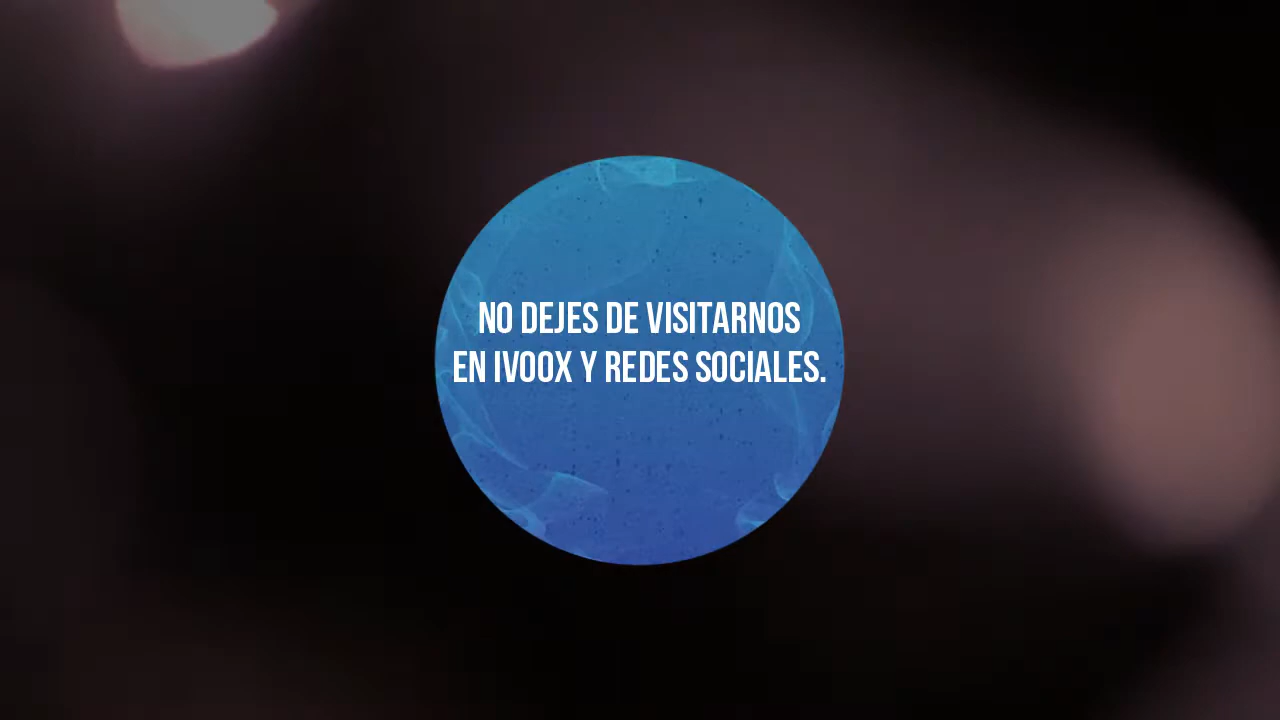 NO DEJES DE VISITARNOS
EN IVOOX Y REDES SOCIALES.